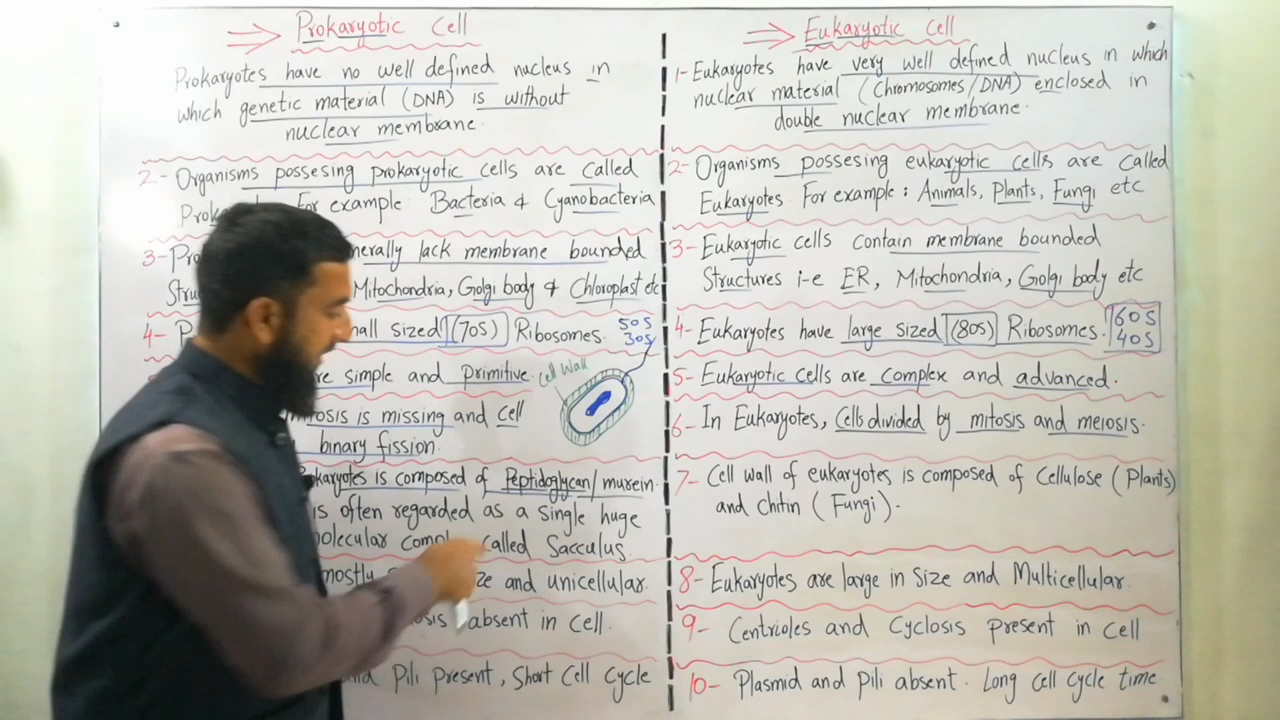 Prokaryotic Cell
Prokaryotes have no well defined nucleus in
which genetic material (DNA) is without
nuclear membrane.
2- Organisms possesing prokaryotic cells are called
For example Bacteria & Cyanobacteria
3- lack membrane bounded
Mitochondria, Golgi body & Chloroplast etc
4- sized (70S) Ribosomes. 50S
30S
simple and primitive. Cell Wall
is missing and cell
binary fission.
is composed of Peptidoglycan/murein
is often regarded as a single huge
called Sacculus
mostly and unicellular.
absent in cell.
Pili present, Short Cell Cycle
Eukaryotic Cell
1- Eukaryotes have very well defined nucleus in which
nuclear material (Chromosomes/DNA) enclosed in
double nuclear membrane.
2- Organisms possesing eukaryotic cells are called
Eukaryotes. For example: Animals, Plants, Fungi etc
3- Eukaryotic cells contain membrane bounded
Structures i-e ER, Mitochondria, Golgi body etc
4- Eukaryotes have large sized (80S) Ribosomes. 60S
40S
5- Eukaryotic cells are complex and advanced.
6- In Eukaryotes, Cells divided by mitosis and meiosis.
7- Cell wall of eukaryotes is composed of Cellulose (Plants)
and Chitin (Fungi).
8- Eukaryotes are large in Size and Multicellular.
9- Centrioles and Cyclosis present in cell
10- Plasmid and Pili absent. Long cell cycle time